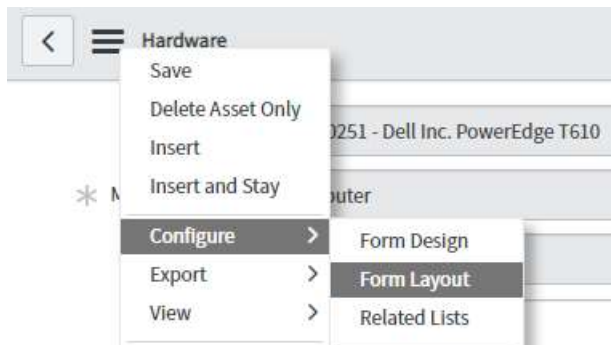 Hardware
Save
Delete Asset Only
0251 - Dell Inc. PowerEdge T610
Insert
Insert and Stay
Configure
Form Design
Export
Form Layout
View
Related Lists